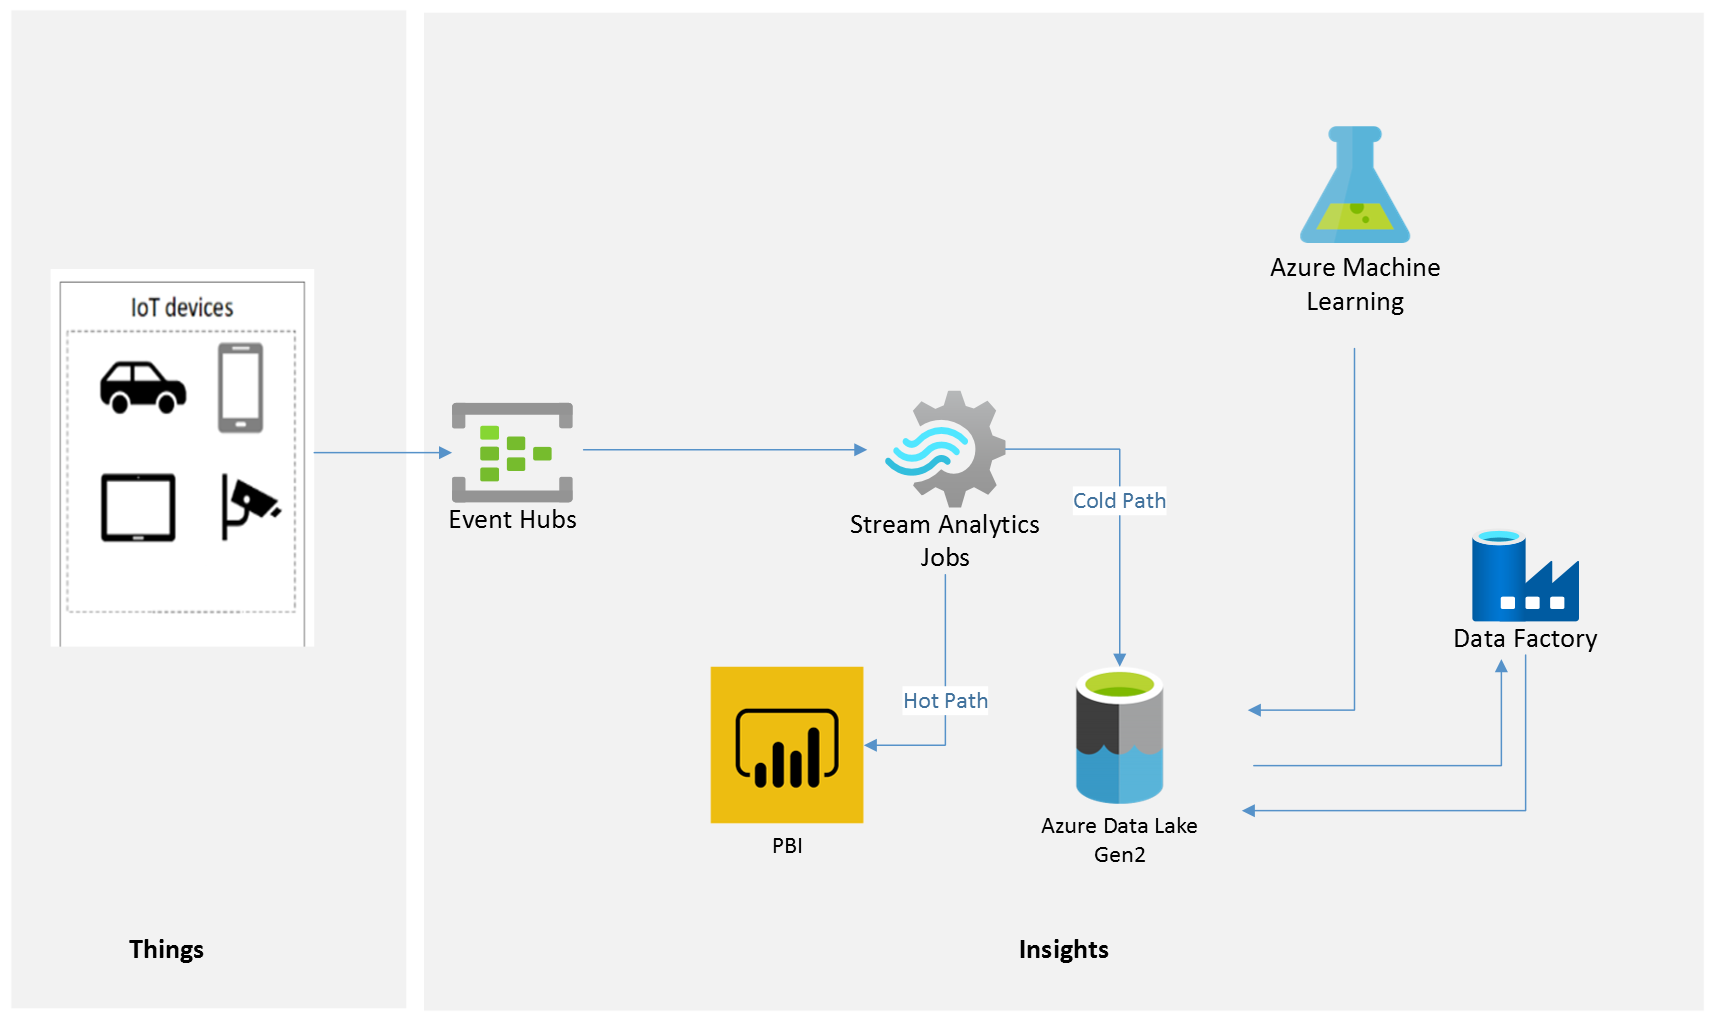 IoT devices
Event Hubs
Stream Analytics
Jobs
Cold Path
Hot Path
Azure Machine
Learning
Data Factory
PBI
Azure Data Lake
Gen2
Things
Insights